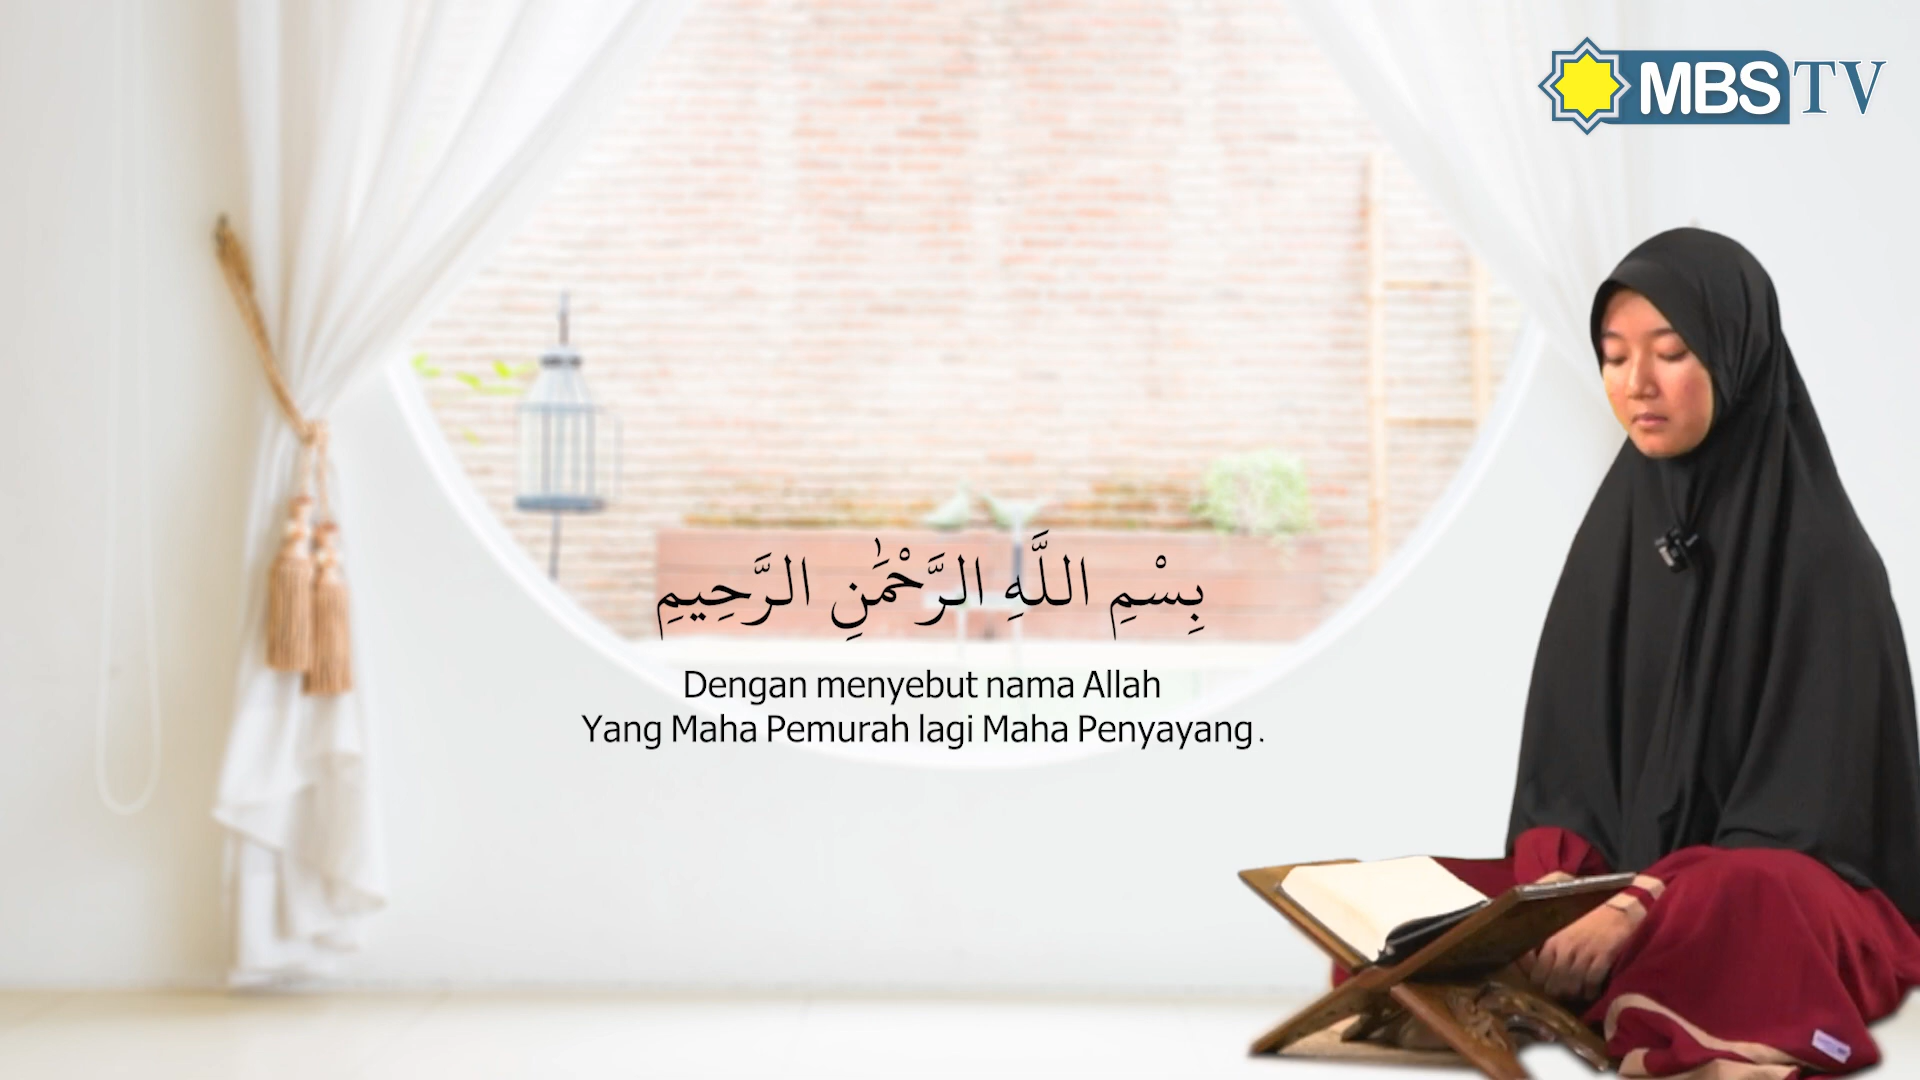 MBS TV
بِسْمِ اللَّهِ الرَّحْمَٰنِ الرَّحِيمِ
Dengan menyebut nama Allah
Yang Maha Pemurah lagi Maha Penyayang.